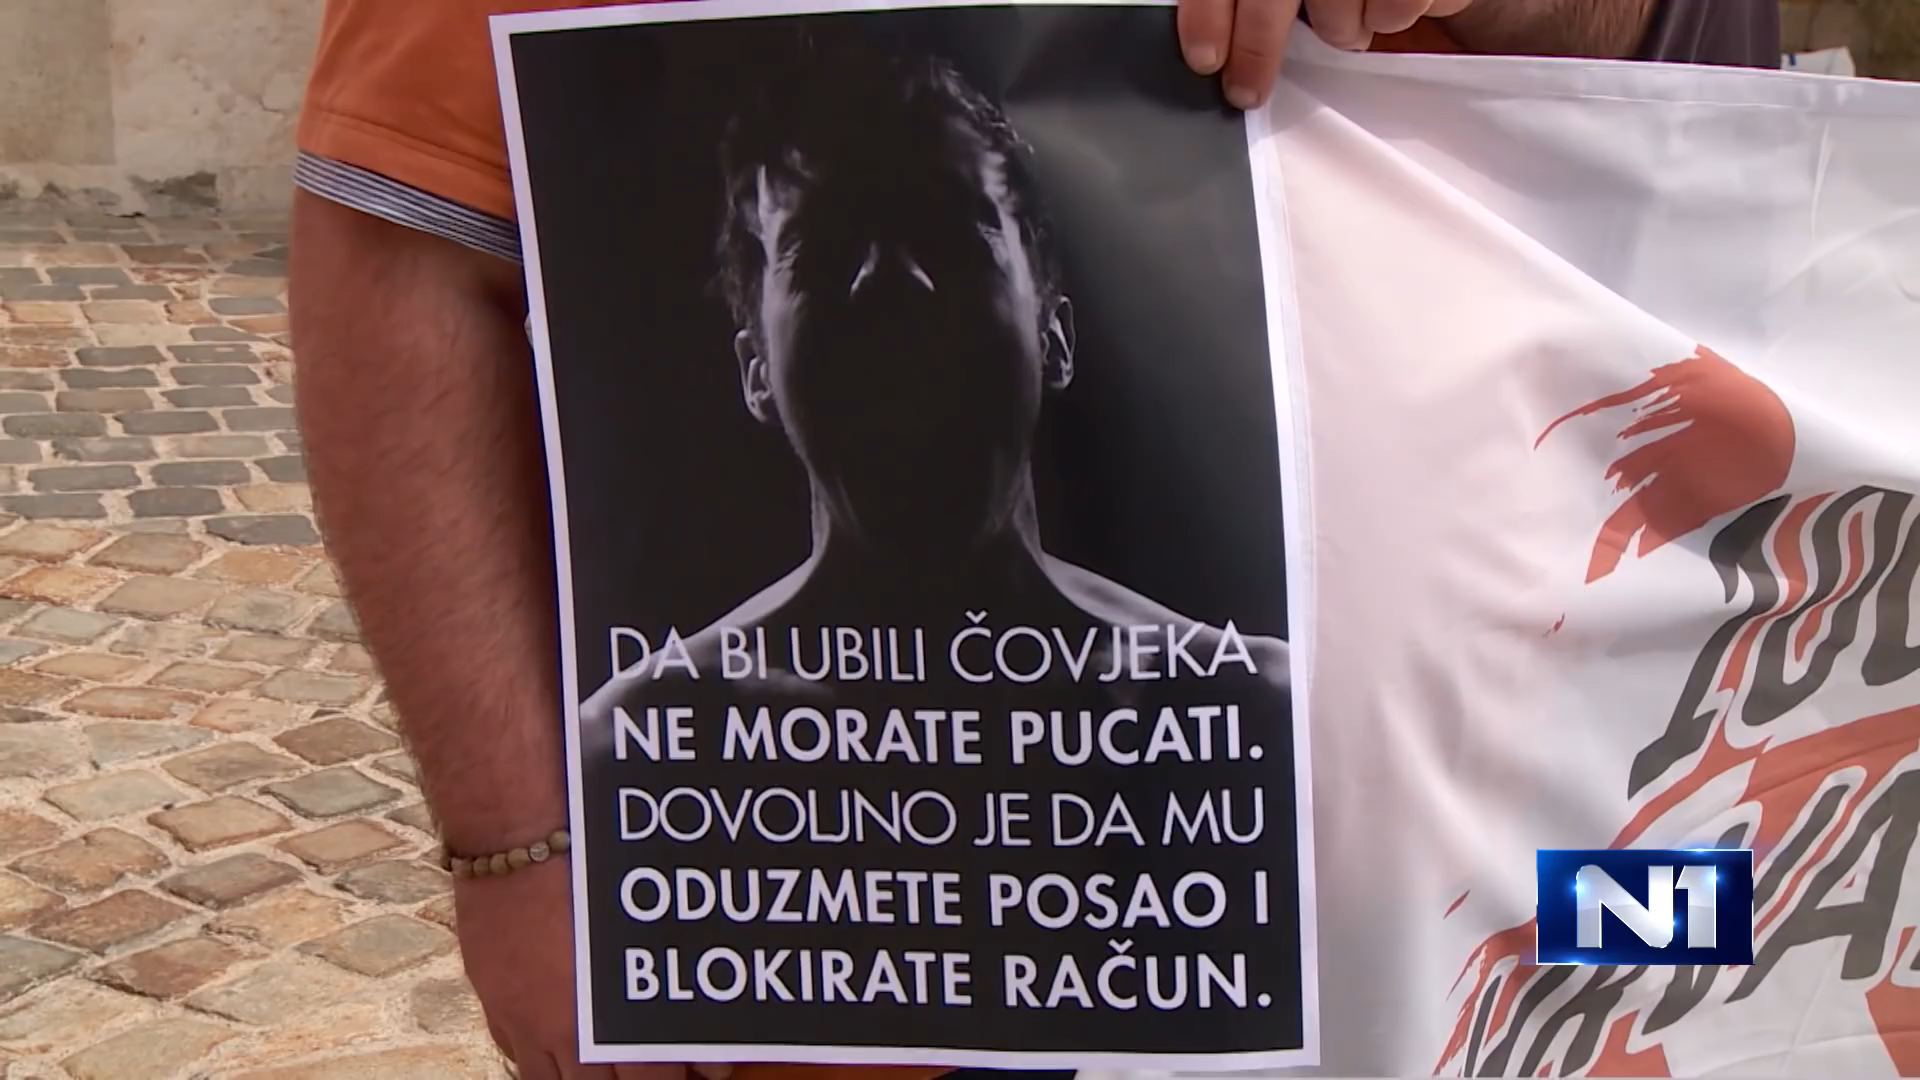 DA BI UBILI ČOVJEKA
NE MORATE PUCATI.
DOVOLJNO JE DA MU
ODUZMETE POSAO I
BLOKIRATE RAČUN.
N1